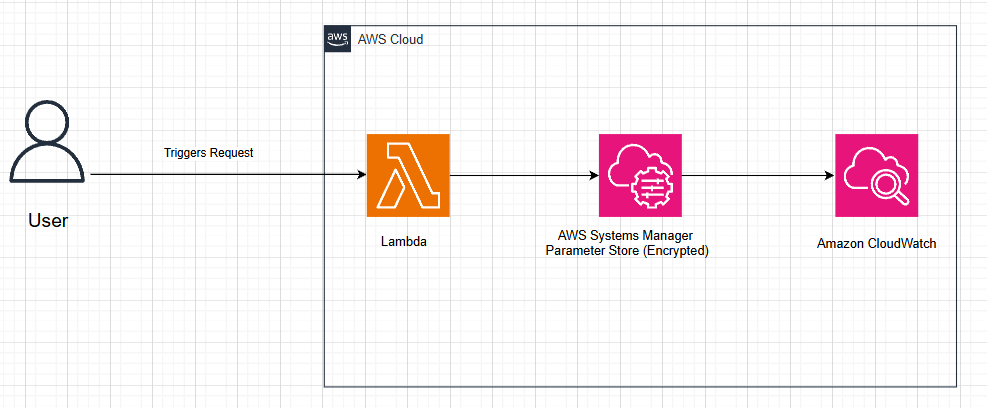 aws
AWS Cloud
Triggers Request
User
Lambda
AWS Systems Manager
Parameter Store (Encrypted)
Amazon CloudWatch